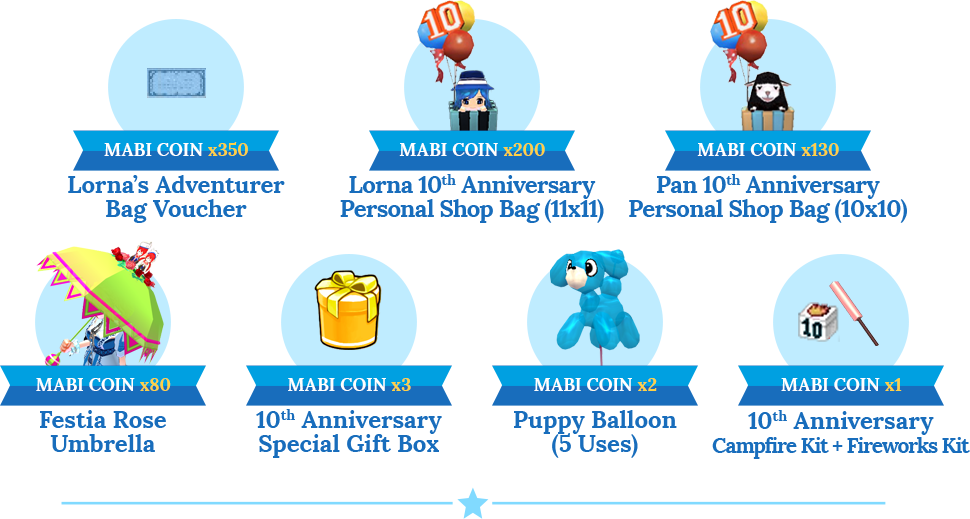 10
10
MABI COIN x350
MABI COIN x200
MABI COIN x130
Lorna's Adventurer
Bag Voucher
Lorna 10th Anniversary
Personal Shop Bag (11x11)
Pan 10th Anniversary
Personal Shop Bag (10x10)
10
MABI COIN x80
MABI COIN x3
MABI COIN x2
MABI COIN x1
Festia Rose
Umbrella
10th Anniversary
Special Gift Box
Puppy Balloon
(5 Uses)
10th Anniversary
Campfire Kit + Fireworks Kit